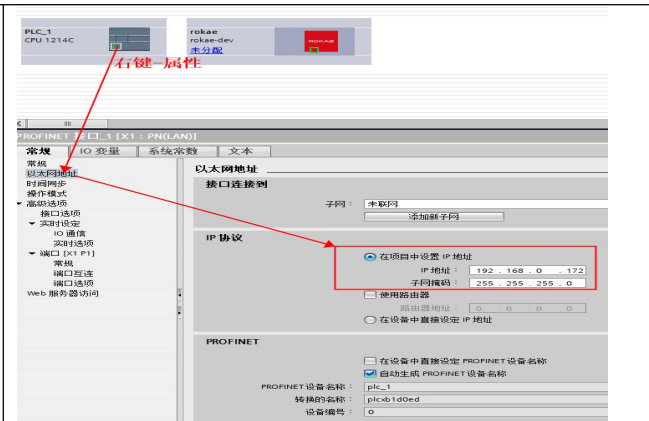 PLC_1
CPU 1214C
rokae
rokae-dev
未分配
ROKAE
右键-属性
PROFINET 接口_1 [X1 : PN(LAN)]
常规
IO 变量
系统常数
文本
常规
以太网地址
时间同步
操作模式
高级选项
接口选项
实时设定
IO 通信
实时选项
端口 [X1 P1]
常规
端口互连
端口选项
Web 服务器访问
以太网地址
接口连接到
子网：
未联网
添加新子网
IP 协议
在项目中设置 IP 地址
IP 地址：
192 . 168 . 0 . 172
子网掩码：
255 . 255 . 255 . 0
使用路由器
路由器地址：
0 . 0 . 0 . 0
在设备中直接设定 IP 地址
PROFINET
在设备中直接设定 PROFINET 设备名称
自动生成 PROFINET 设备名称
PROFINET 设备名称：
plc_1
转换的名称：
plcxb1d0ed
设备编号：
0